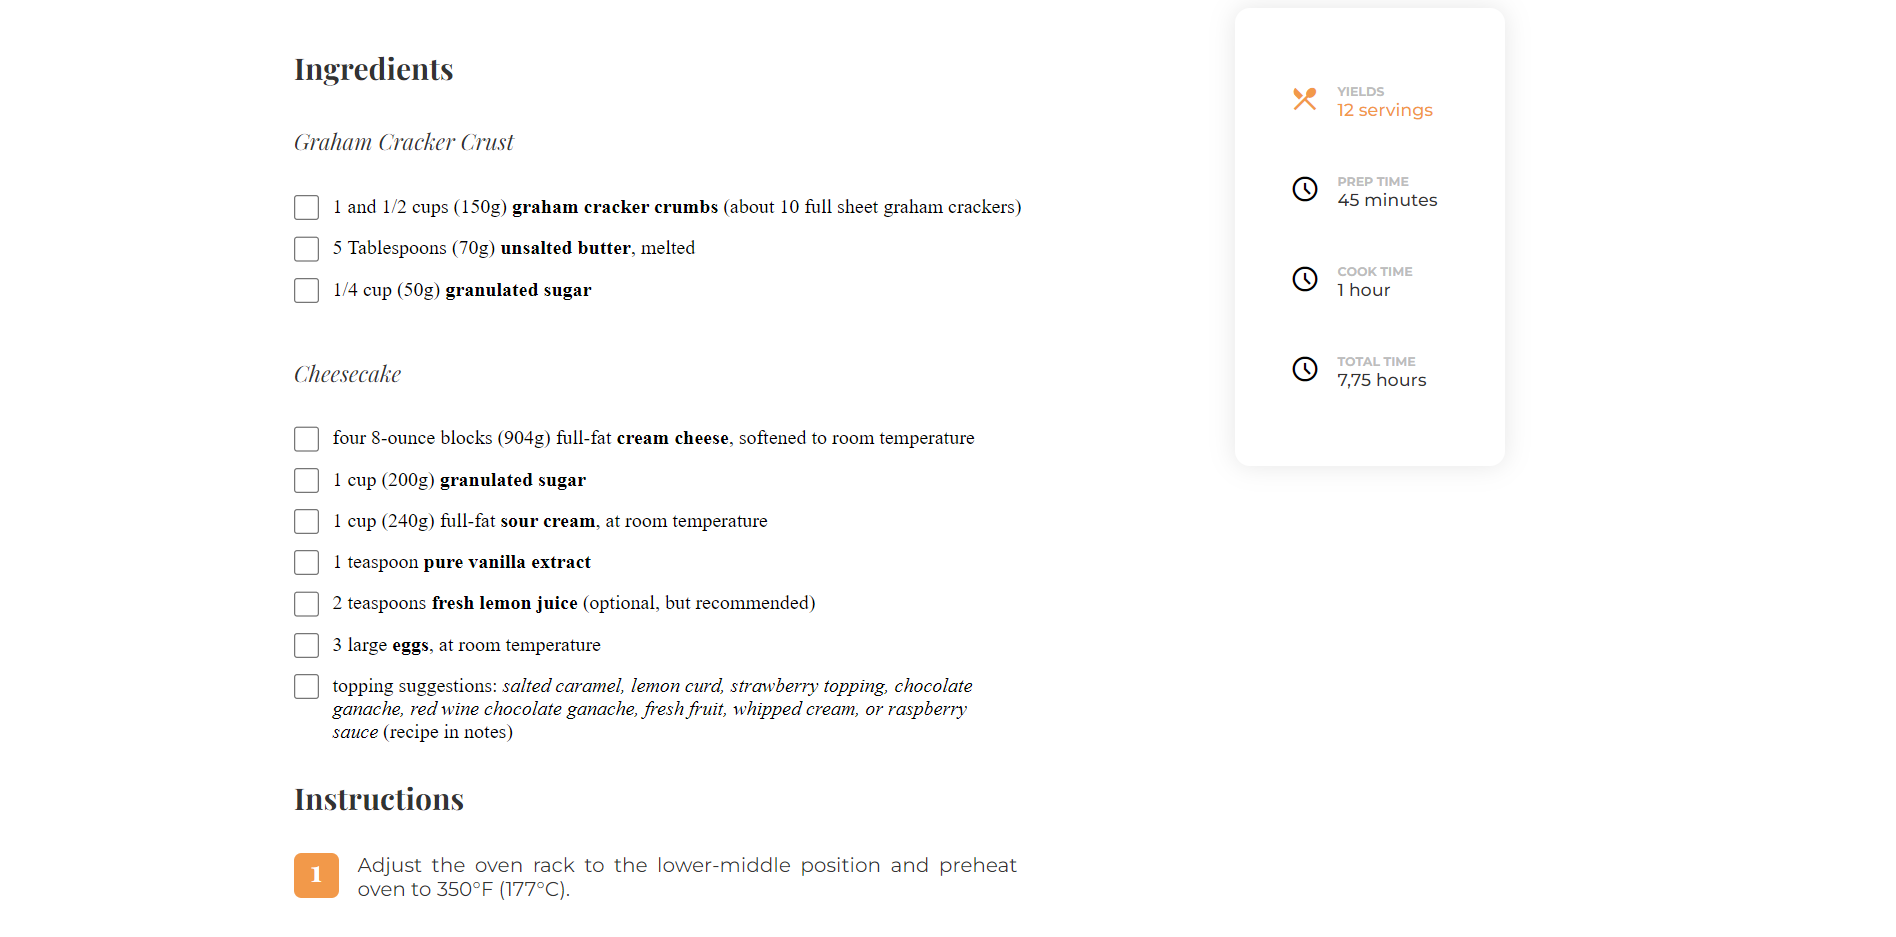 Ingredients
Graham Cracker Crust
1 and 1/2 cups (150g) graham cracker crumbs (about 10 full sheet graham crackers)
5 Tablespoons (70g) unsalted butter, melted
1/4 cup (50g) granulated sugar
Cheesecake
four 8-ounce blocks (904g) full-fat cream cheese, softened to room temperature
1 cup (200g) granulated sugar
1 cup (240g) full-fat sour cream, at room temperature
1 teaspoon pure vanilla extract
2 teaspoons fresh lemon juice (optional, but recommended)
3 large eggs, at room temperature
topping suggestions: salted caramel, lemon curd, strawberry topping, chocolate
ganache, red wine chocolate ganache, fresh fruit, whipped cream, or raspberry
sauce (recipe in notes)
Instructions
1
Adjust the oven rack to the lower-middle position and preheat
oven to 350°F (177°C).
YIELDS
12 servings
PREP TIME
45 minutes
COOK TIME
1 hour
TOTAL TIME
7,75 hours